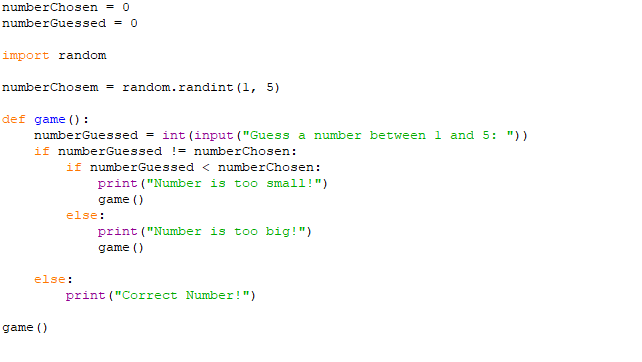 numberChosen = 0
numberGuessed = 0
import random
numberChosem = random.randint(1, 5)
def game():
    numberGuessed = int(input("Guess a number between 1 and 5: "))
    if numberGuessed != numberChosen:
        if numberGuessed < numberChosen:
            print("Number is too small!")
            game()
        else:
            print("Number is too big!")
            game()
    else:
        print("Correct Number!")
game()